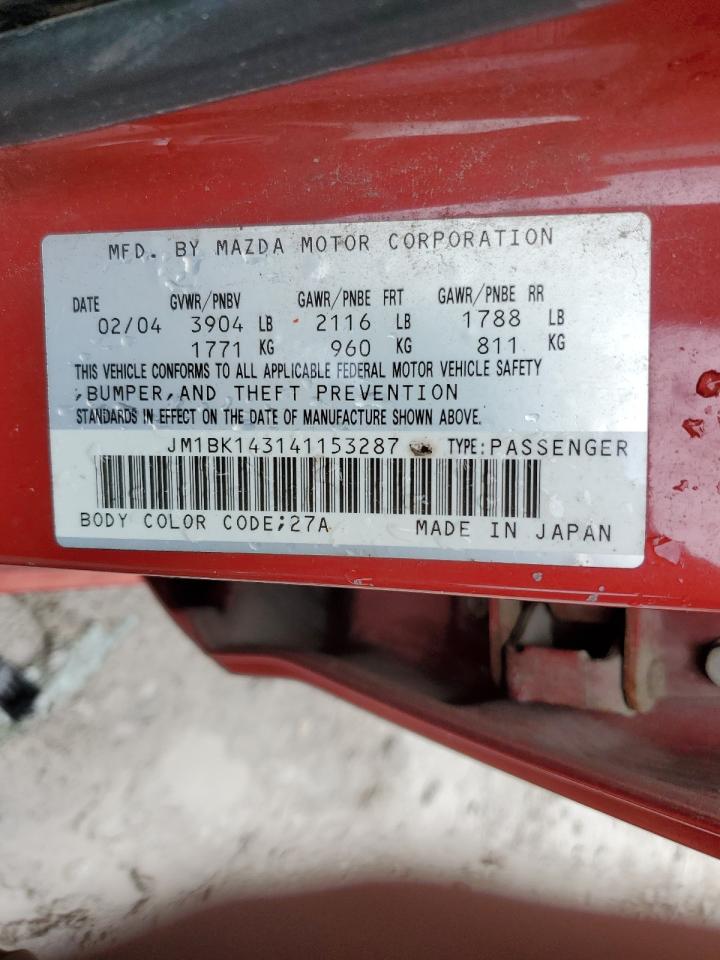 MFD. BY MAZDA MOTOR CORPORATION
DATE GVWR/PNBV GAWR/PNBE FRT GAWR/PNBE RR
02/04 3904 LB 2116 LB 1788 LB
1771 KG 960 KG 811 KG
THIS VEHICLE CONFORMS TO ALL APPLICABLE FEDERAL MOTOR VEHICLE SAFETY
,BUMPER,AND THEFT PREVENTION
STANDARDS IN EFFECT ON THE DATE OF MANUFACTURE SHOWN ABOVE.
JM1BK143141153287 TYPE:PASSENGER
BODY COLOR CODE;27A MADE IN JAPAN